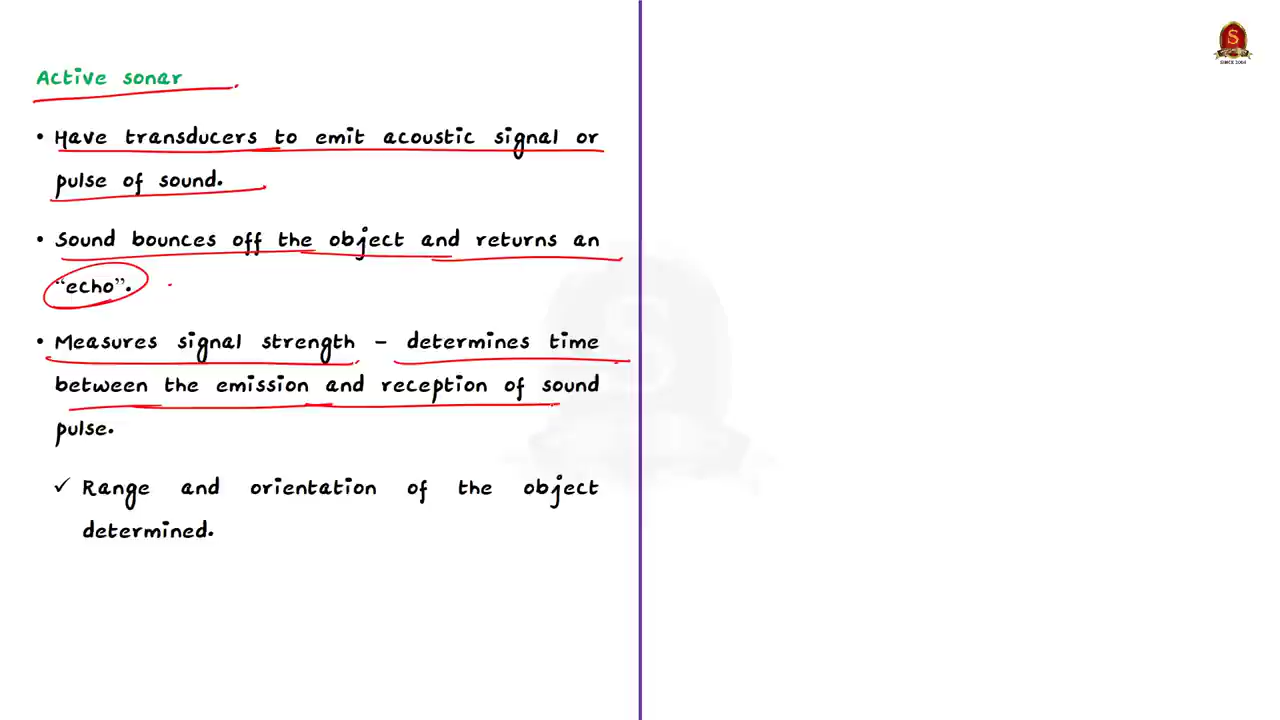 Active sonar
• Have transducers to emit acoustic signal or
pulse of sound.
• Sound bounces off the object and returns an
“echo”.
• Measures signal strength – determines time
between the emission and reception of sound
pulse.
✓ Range and orientation of the object
determined.
S
SINCE 2004